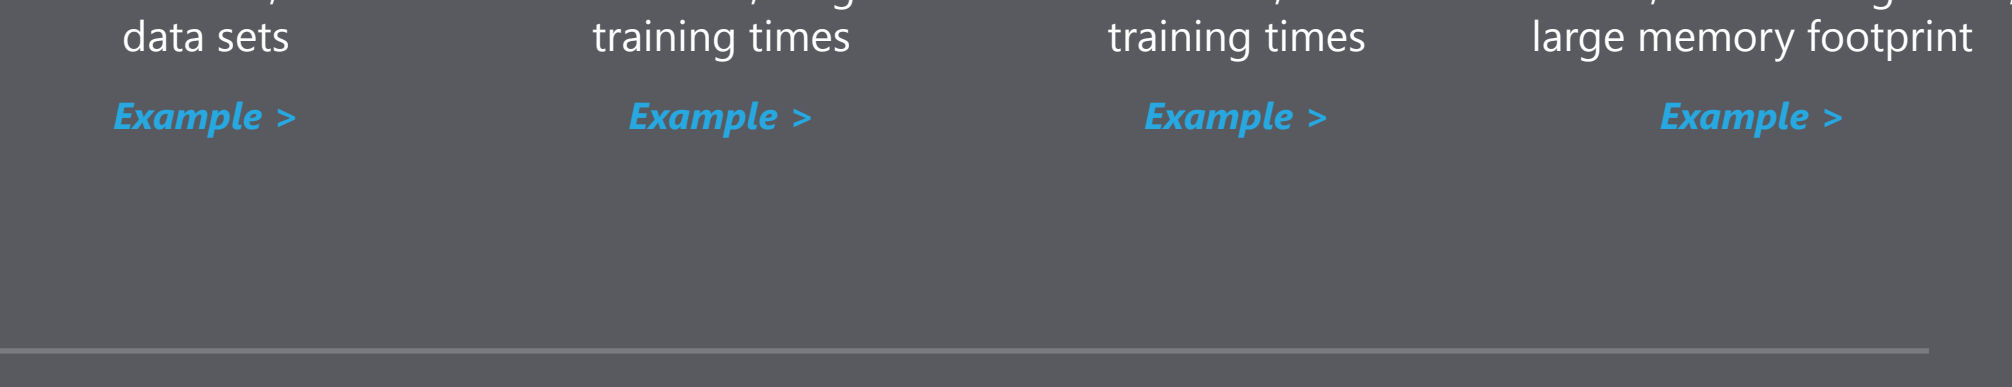 data sets
training times
training times
large memory footprint
Example >
Example >
Example >
Example >